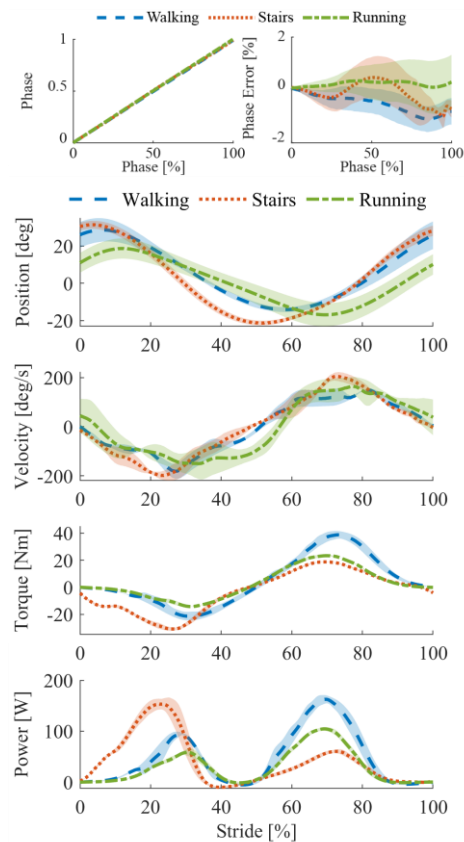 Walking Stairs Running
1
0.5
0
0 50 100
Phase
Phase [%]
2
0
-2
0 50 100
Phase Error [%]
Phase [%]
Walking Stairs Running
Position [deg]
20
0
-20
0 20 40 60 80 100
Velocity [deg/s]
200
0
-200
0 20 40 60 80 100
Torque [Nm]
40
20
0
-20
0 20 40 60 80 100
Power [W]
200
100
0
0 20 40 60 80 100
Stride [%]